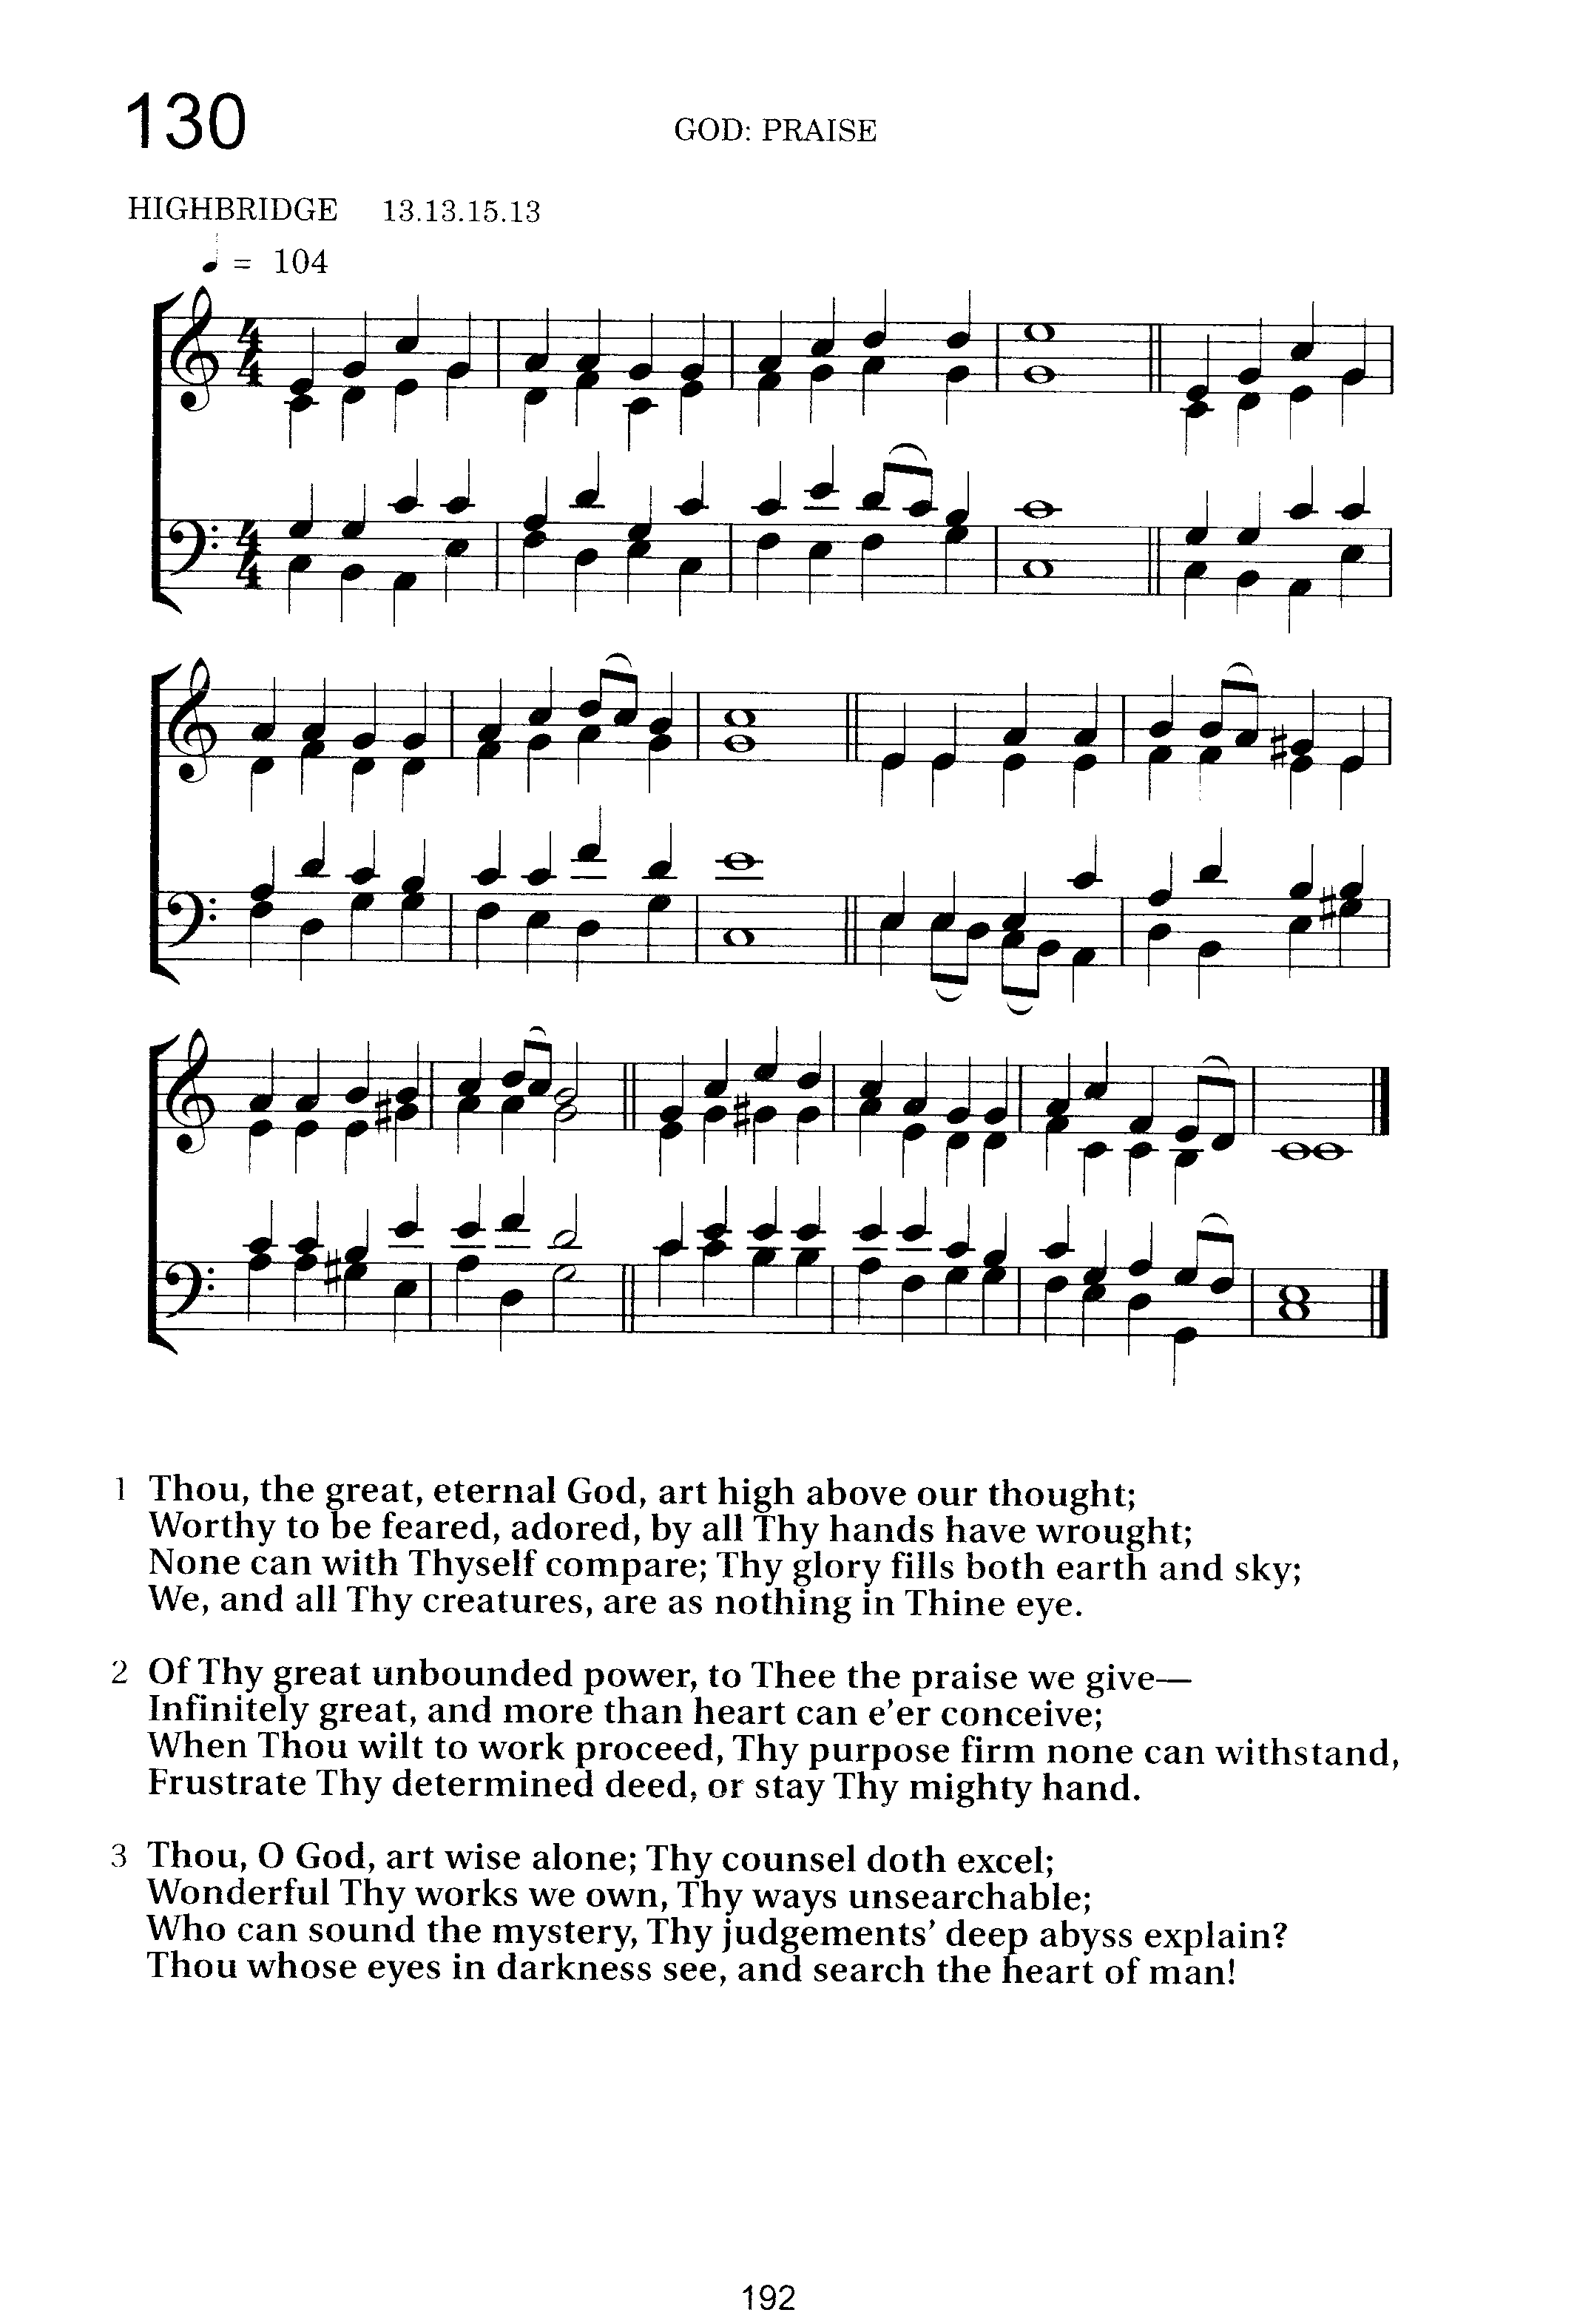 130
GOD: PRAISE
HIGHBRIDGE 13.13.15.13
♩ = 104
1 Thou, the great, eternal God, art high above our thought;
Worthy to be feared, adored, by all Thy hands have wrought;
None can with Thyself compare; Thy glory fills both earth and sky;
We, and all Thy creatures, are as nothing in Thine eye.
2 Of Thy great unbounded power, to Thee the praise we give—
Infinitely great, and more than heart can e’er conceive;
When Thou wilt to work proceed, Thy purpose firm none can withstand,
Frustrate Thy determined deed, or stay Thy mighty hand.
3 Thou, O God, art wise alone; Thy counsel doth excel;
Wonderful Thy works we own, Thy ways unsearchable;
Who can sound the mystery, Thy judgements’ deep abyss explain?
Thou whose eyes in darkness see, and search the heart of man!
192